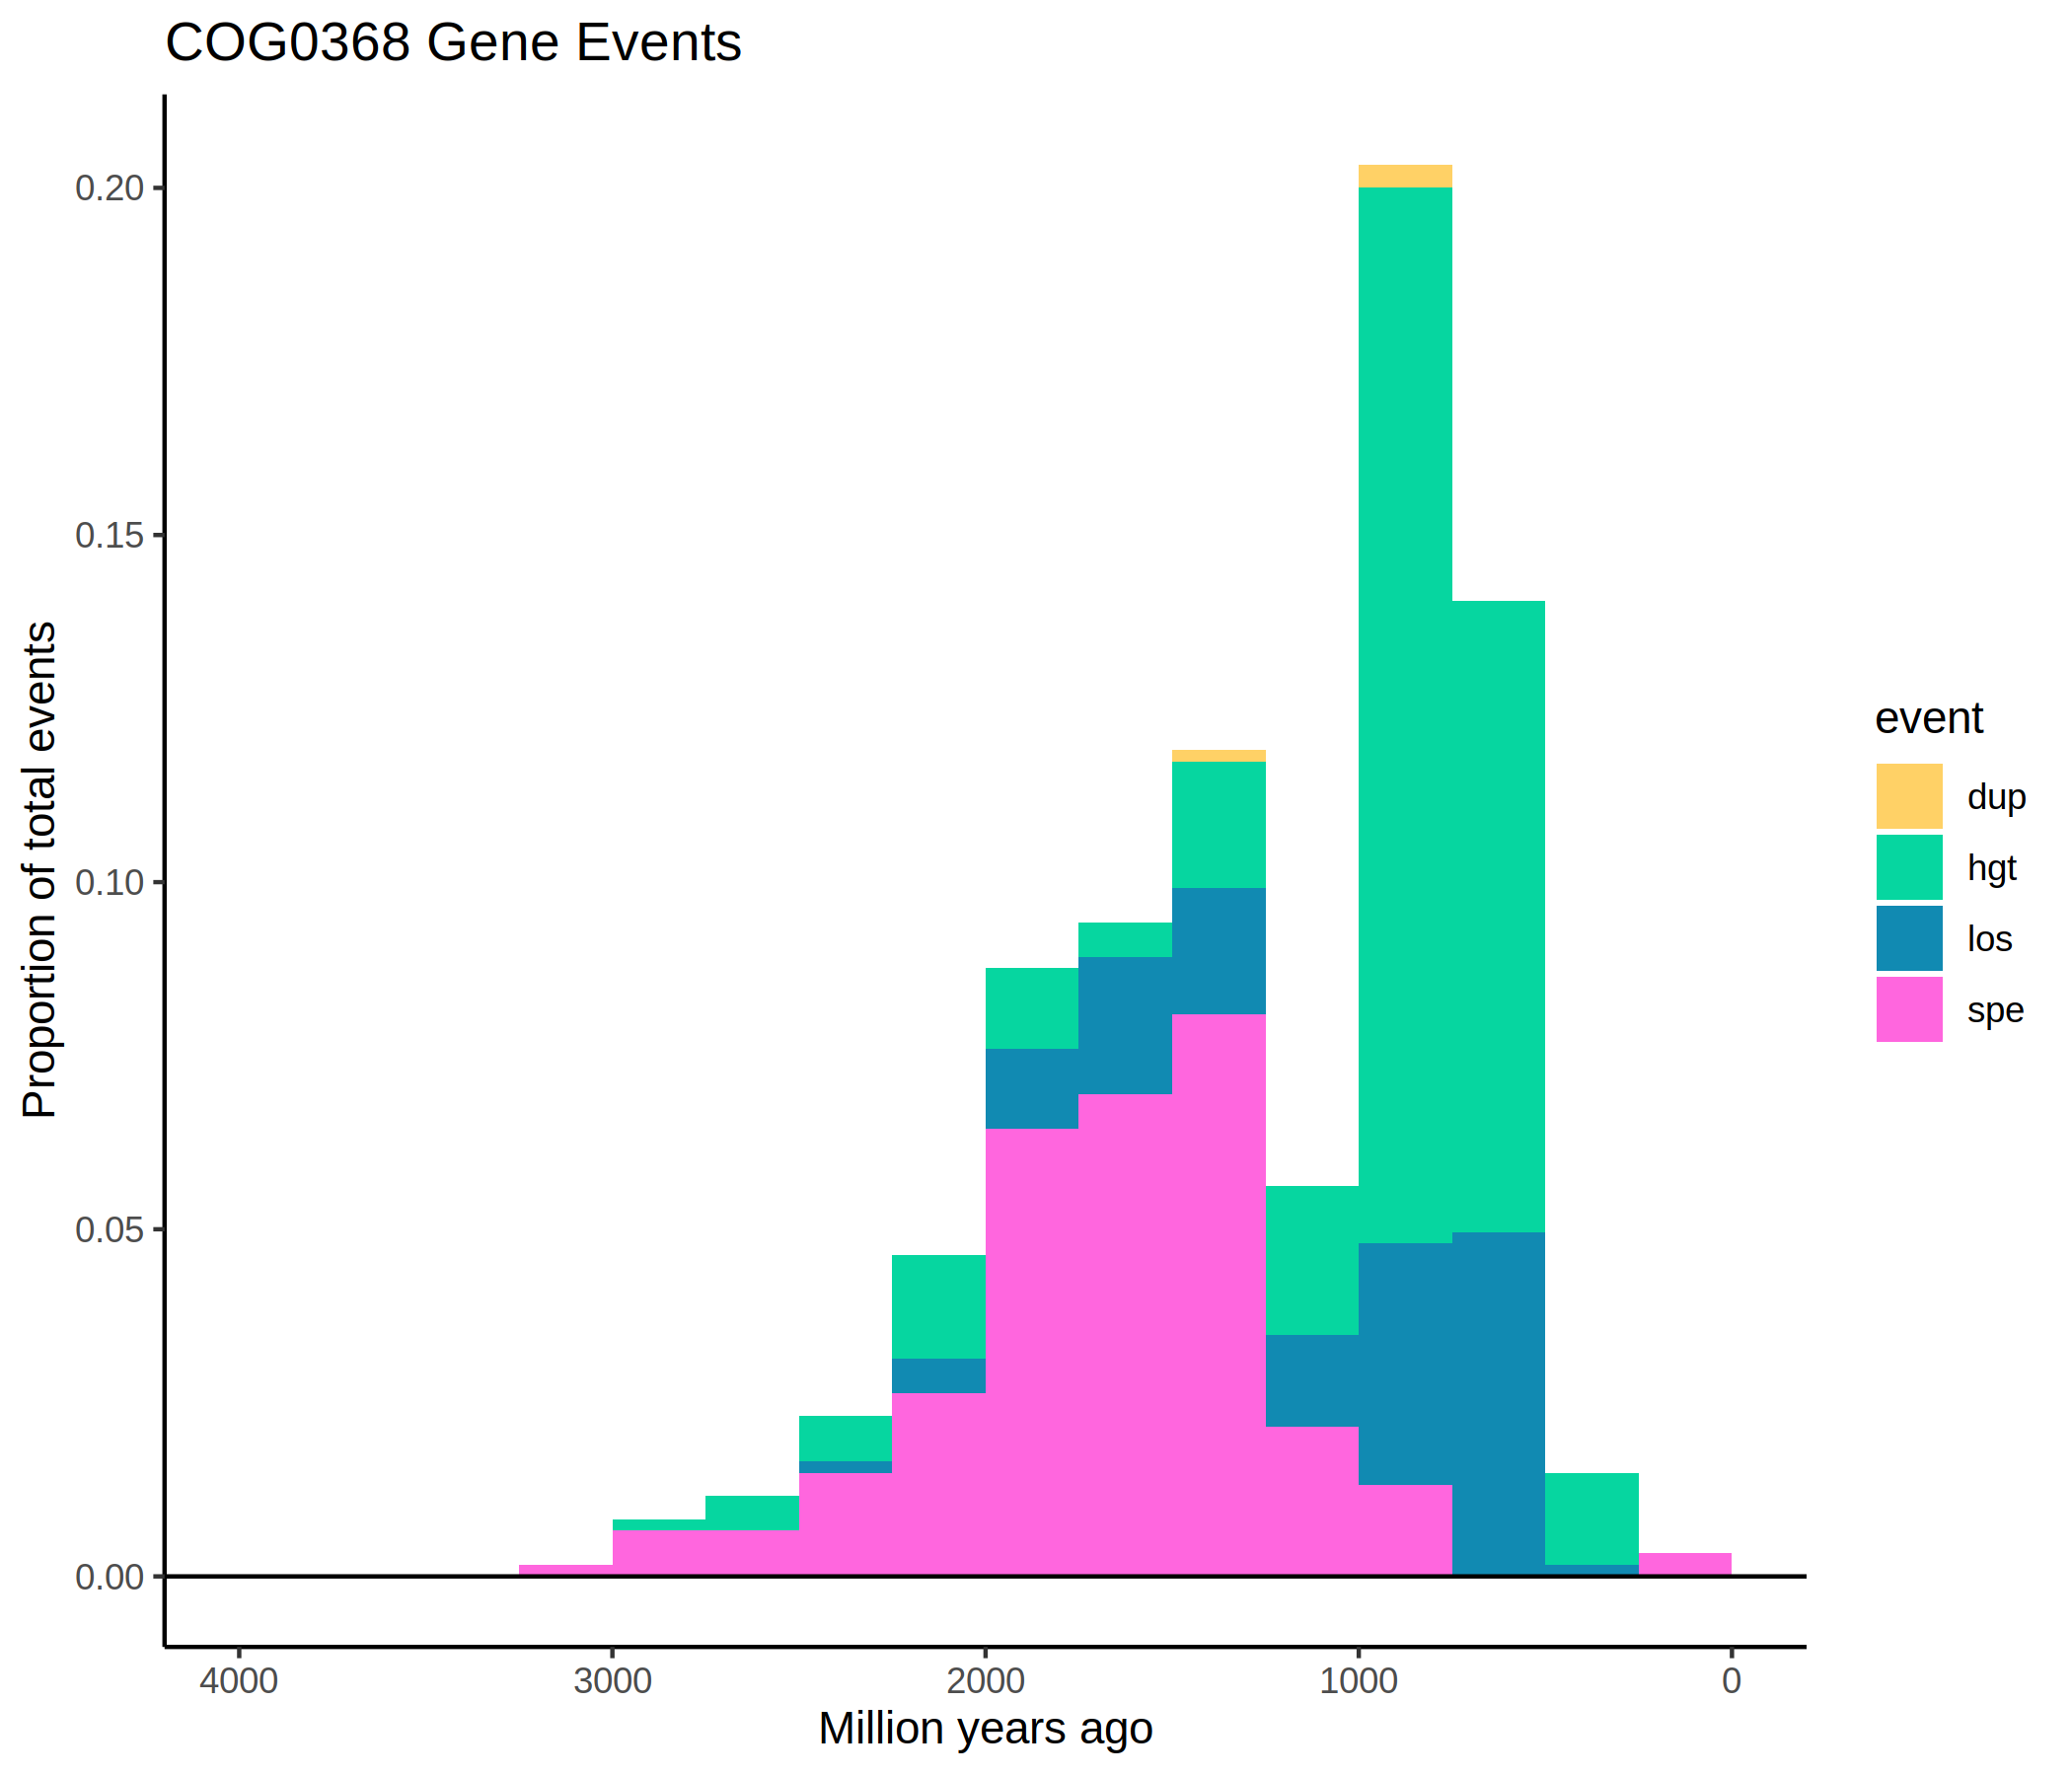 COG0368 Gene Events
Proportion of total events
0.20
0.15
0.10
0.05
0.00
4000 3000 2000 1000 0
Million years ago
event
dup
hgt
los
spe